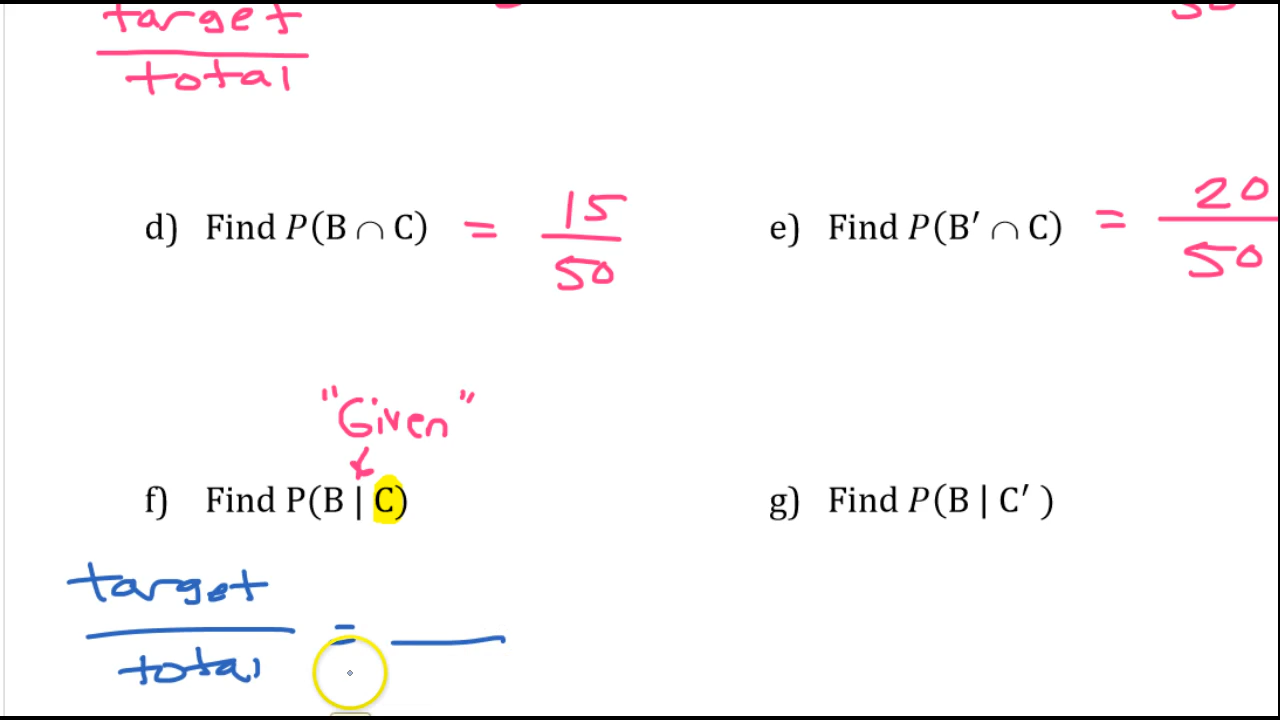 target
total
d) Find P(B ∩ C) = 15/50
e) Find P(B′ ∩ C) = 20/50
"Given"
f) Find P(B | C)
g) Find P(B | C′ )
target
total =